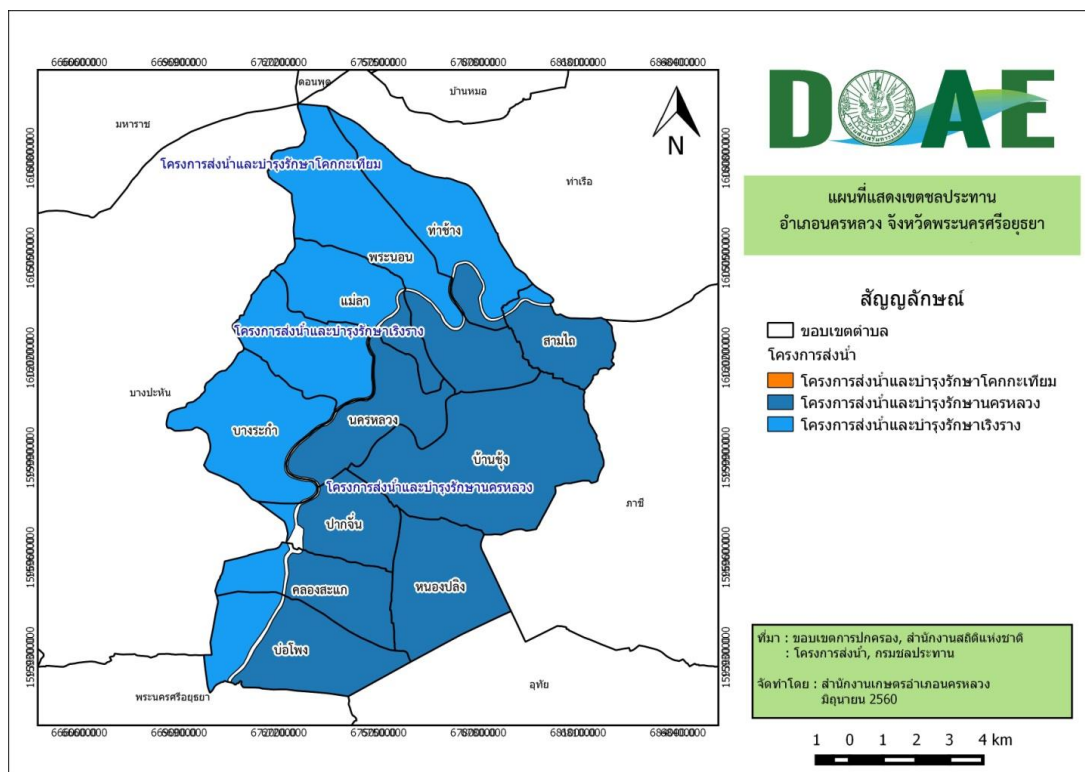 DOAE
แผนที่แสดงเขตชลประทาน
อำเภอนครหลวง จังหวัดพระนครศรีอยุธยา
สัญญลักษณ์
ขอบเขตตำบล
โครงการส่งน้ำ
โครงการส่งน้ำและบำรุงรักษาโคกกะเทียม
โครงการส่งน้ำและบำรุงรักษานครหลวง
โครงการส่งน้ำและบำรุงรักษาเริงราง
ที่มา : ขอบเขตการปกครอง, สำนักงานสถิติแห่งชาติ
: โครงการส่งน้ำ, กรมชลประทาน
จัดทำโดย : สำนักงานเกษตรอำเภอนครหลวง
มิถุนายน 2560
1 0 1 2 3 4 km
N
ดอนพุด
บ้านหมอ
มหาราช
ท่าเรือ
โครงการส่งน้ำและบำรุงรักษาโคกกะเทียม
ท่าช้าง
พระนอน
แม่ลา
โครงการส่งน้ำและบำรุงรักษาเริงราง
สามไถ
บางปะหัน
นครหลวง
บางระกำ
บ้านชุ้ง
โครงการส่งน้ำและบำรุงรักษานครหลวง
ภาชี
ปากจั่น
คลองสะแก
หนองปลิง
บ่อโพง
อุทัย
พระนครศรีอยุธยา